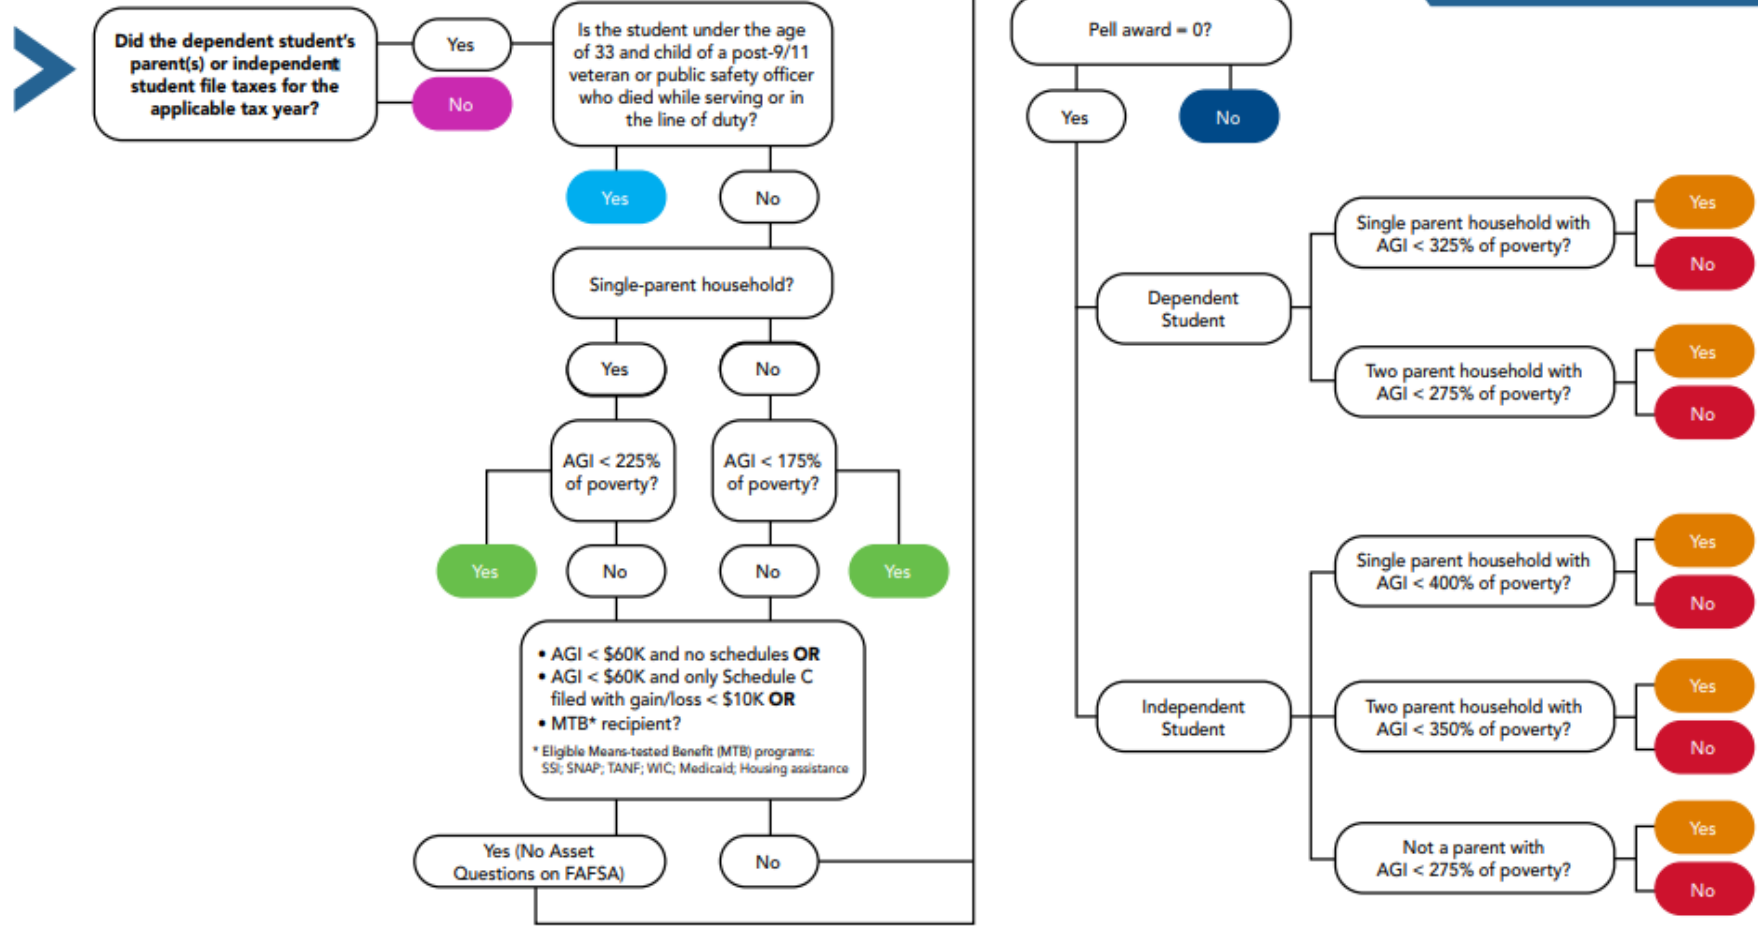 Did the dependent student's
parent(s) or independent
student file taxes for the
applicable tax year?
Yes
No
Is the student under the age
of 33 and child of a post-9/11
veteran or public safety officer
who died while serving or in
the line of duty?
Yes
No
Single-parent household?
Yes
No
AGI < 225%
of poverty?
AGI < 175%
of poverty?
Yes
No
No
Yes
• AGI < $60K and no schedules OR
• AGI < $60K and only Schedule C
filed with gain/loss < $10K OR
• MTB* recipient?
* Eligible Means-tested Benefit (MTB) programs:
SSI; SNAP; TANF; WIC; Medicaid; Housing assistance
Yes (No Asset
Questions on FAFSA)
No
Pell award = 0?
Yes
No
Dependent
Student
Single parent household with
AGI < 325% of poverty?
Yes
No
Two parent household with
AGI < 275% of poverty?
Yes
No
Independent
Student
Single parent household with
AGI < 400% of poverty?
Yes
No
Two parent household with
AGI < 350% of poverty?
Yes
No
Not a parent with
AGI < 275% of poverty?
Yes
No